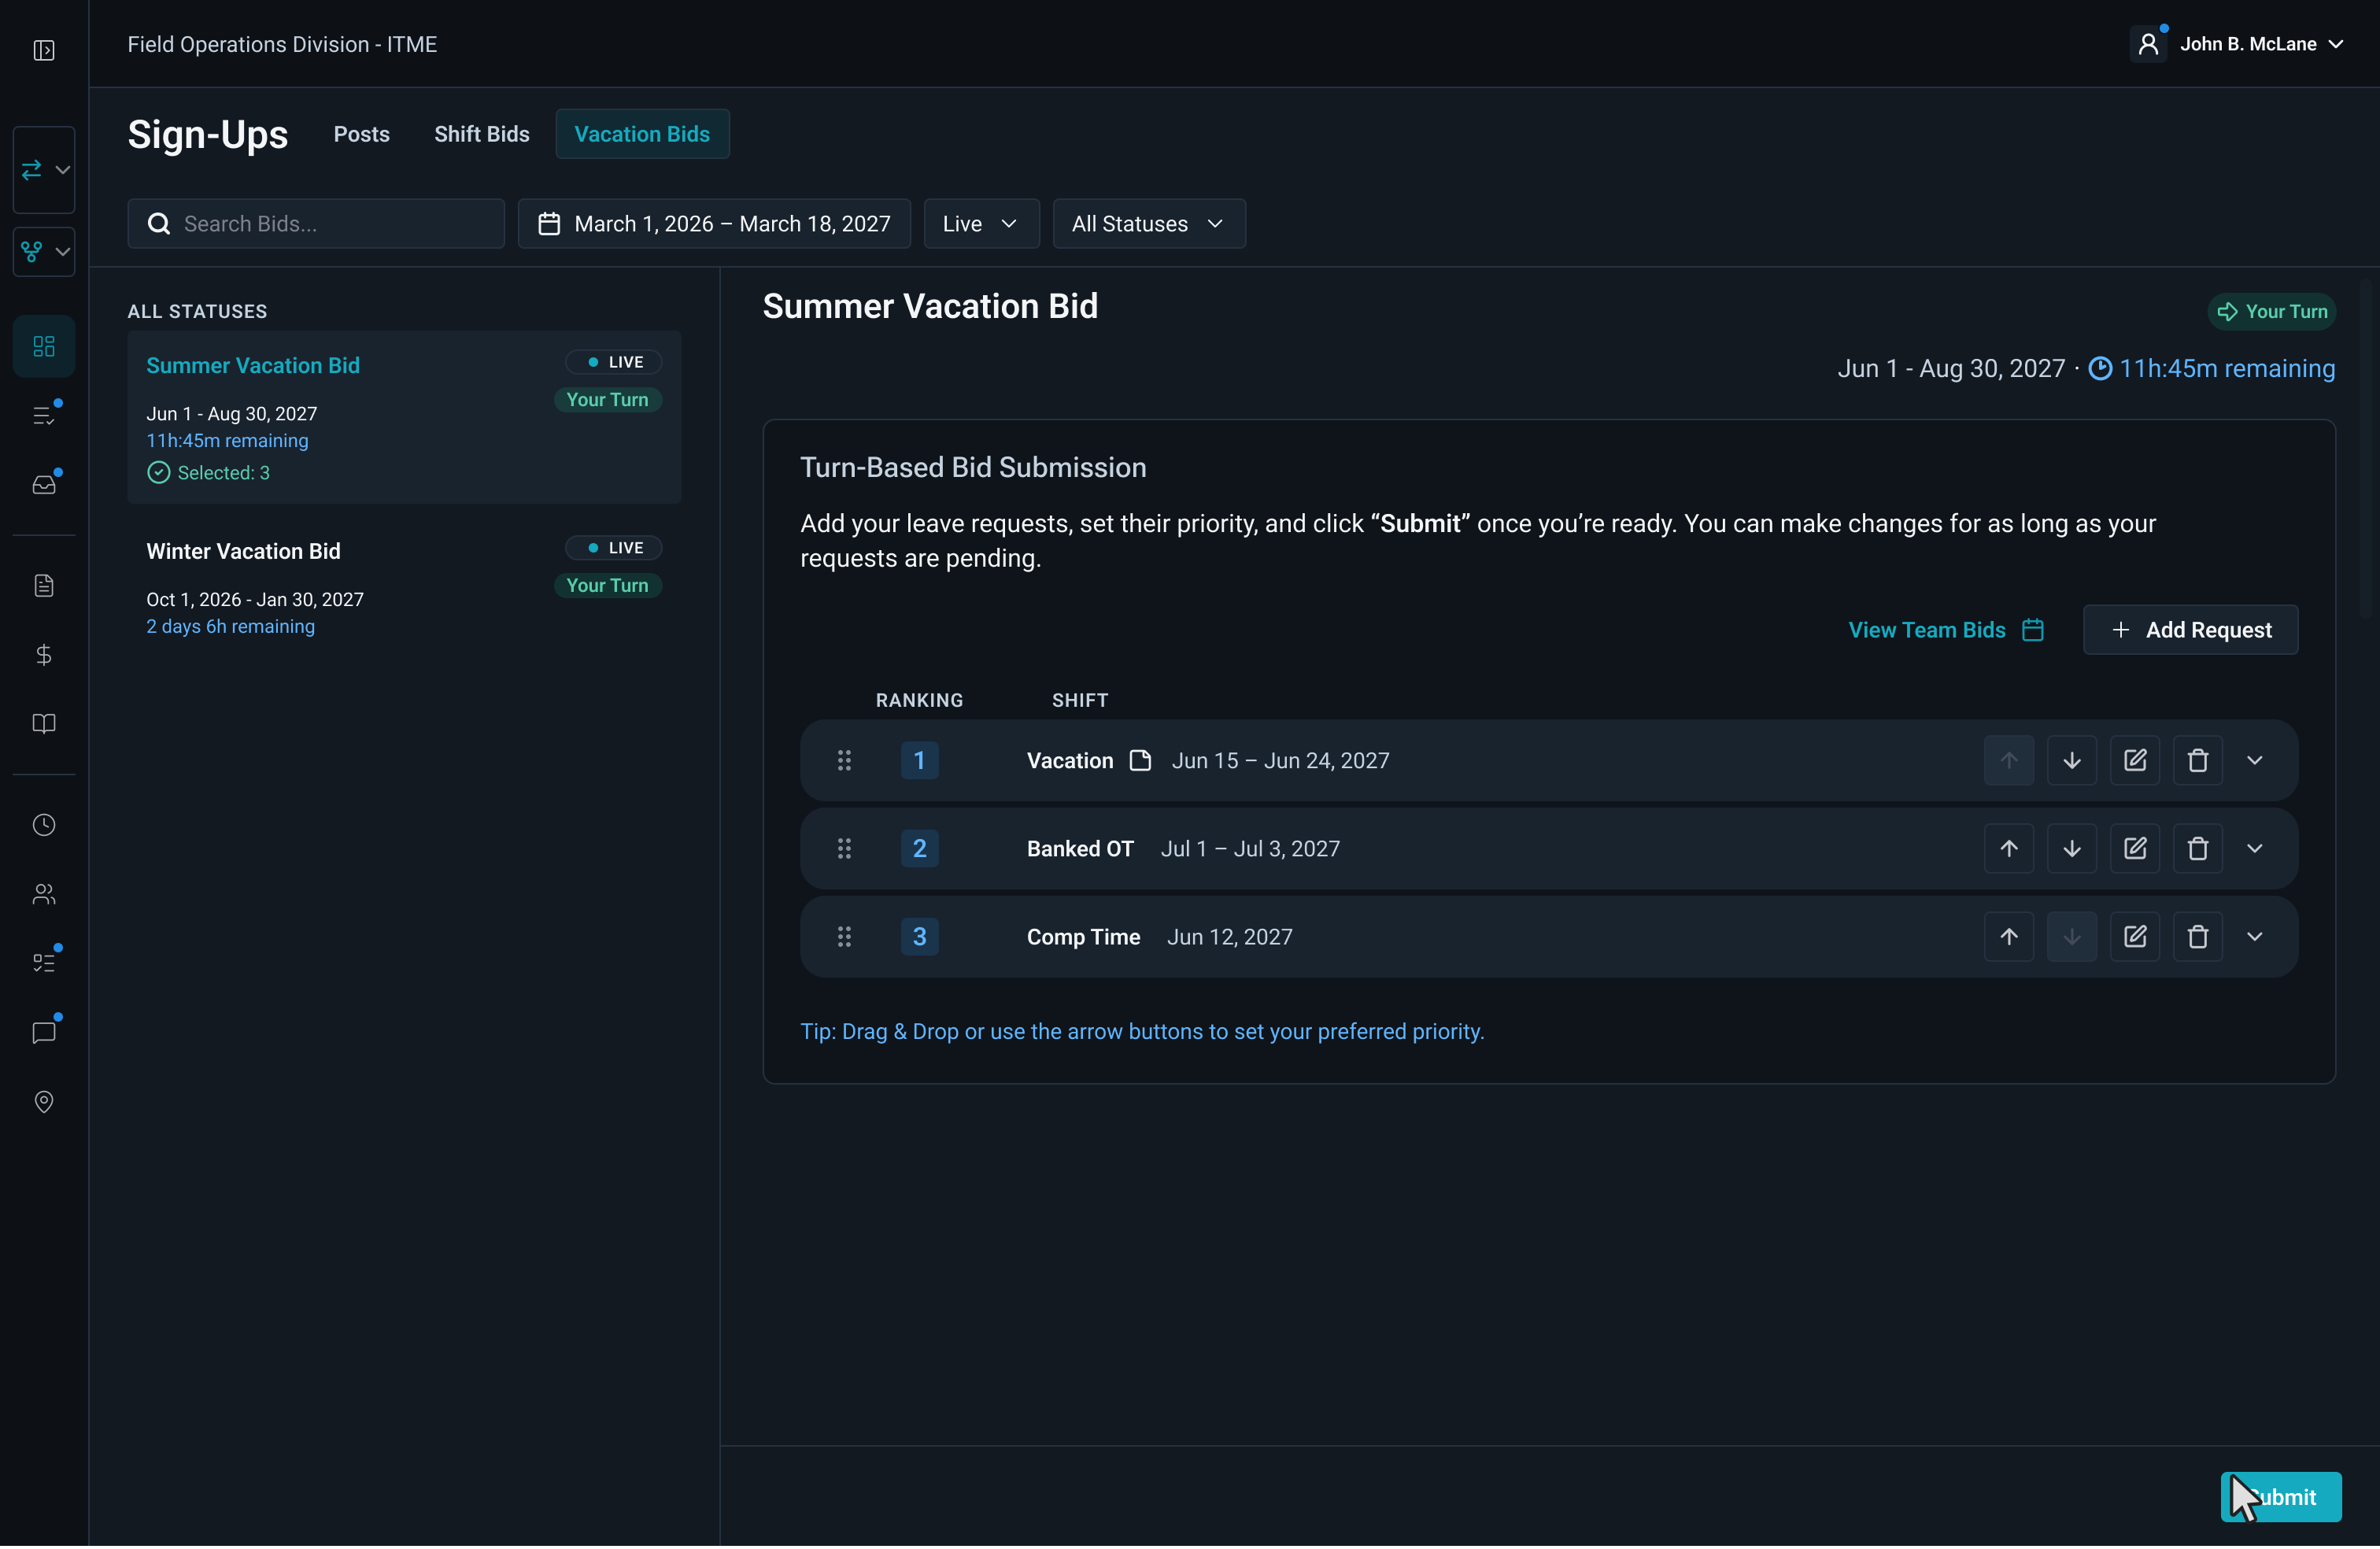 Field Operations Division - ITME
John B. McLane
Sign-Ups
Posts
Shift Bids
Vacation Bids
Search Bids...
March 1, 2026 – March 18, 2027
Live
All Statuses
ALL STATUSES
Summer Vacation Bid
LIVE
Your Turn
Jun 1 - Aug 30, 2027
11h:45m remaining
Selected: 3
Winter Vacation Bid
LIVE
Your Turn
Oct 1, 2026 - Jan 30, 2027
2 days 6h remaining
Summer Vacation Bid
Your Turn
Jun 1 - Aug 30, 2027 · 11h:45m remaining
Turn-Based Bid Submission
Add your leave requests, set their priority, and click “Submit” once you’re ready. You can make changes for as long as your
requests are pending.
View Team Bids
Add Request
RANKING SHIFT
1 Vacation Jun 15 – Jun 24, 2027
2 Banked OT Jul 1 – Jul 3, 2027
3 Comp Time Jun 12, 2027
Tip: Drag & Drop or use the arrow buttons to set your preferred priority.
Submit